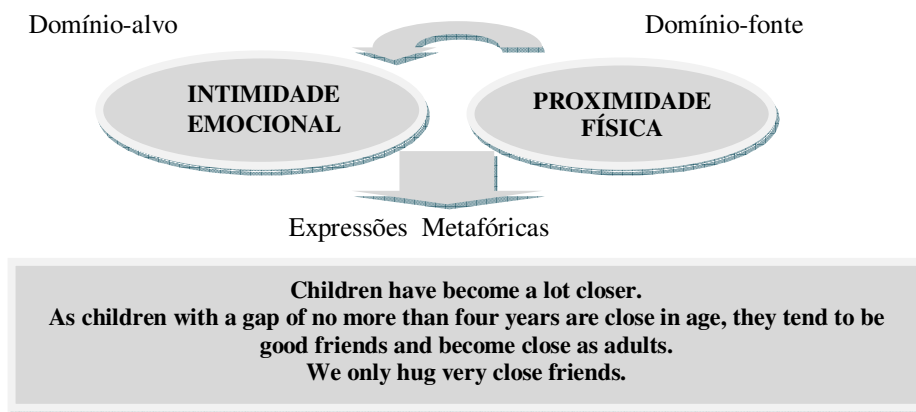 Domínio-alvo
Domínio-fonte
INTIMIDADE
EMOCIONAL
PROXIMIDADE
FÍSICA
Expressões Metafóricas
Children have become a lot closer.
As children with a gap of no more than four years are close in age, they tend to be
good friends and become close as adults.
We only hug very close friends.